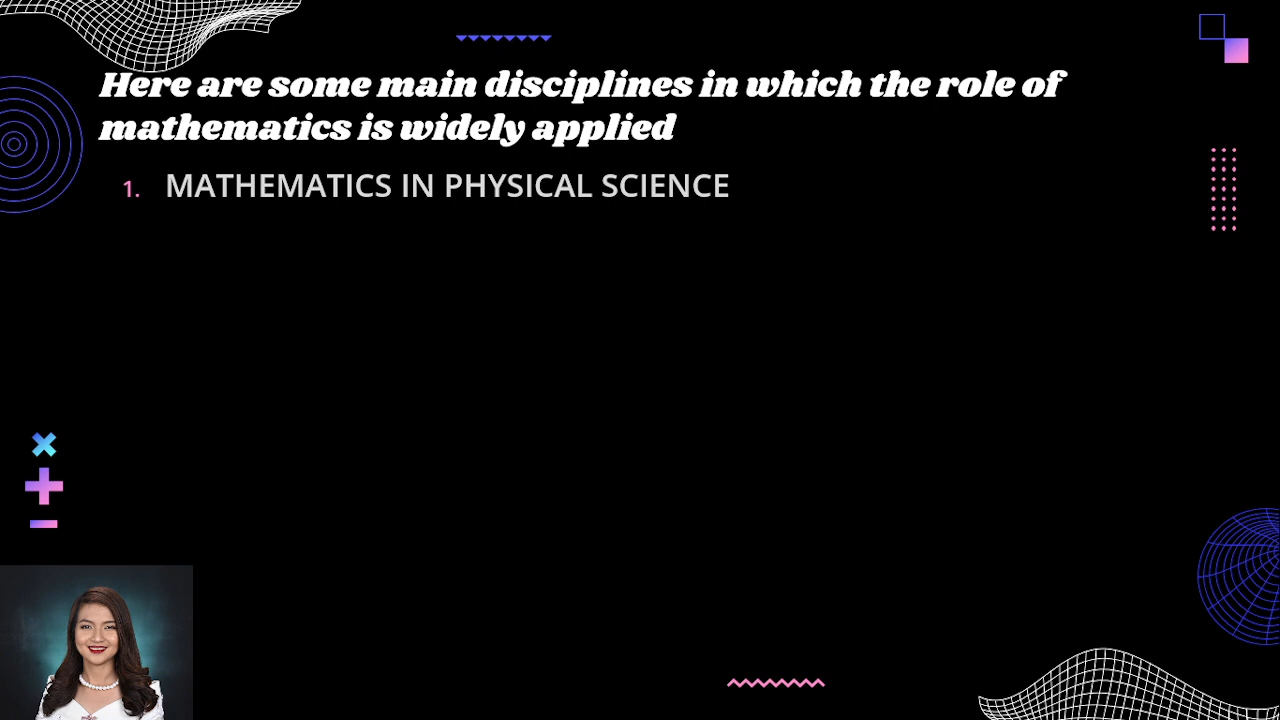 Here are some main disciplines in which the role of
mathematics is widely applied
1. MATHEMATICS IN PHYSICAL SCIENCE